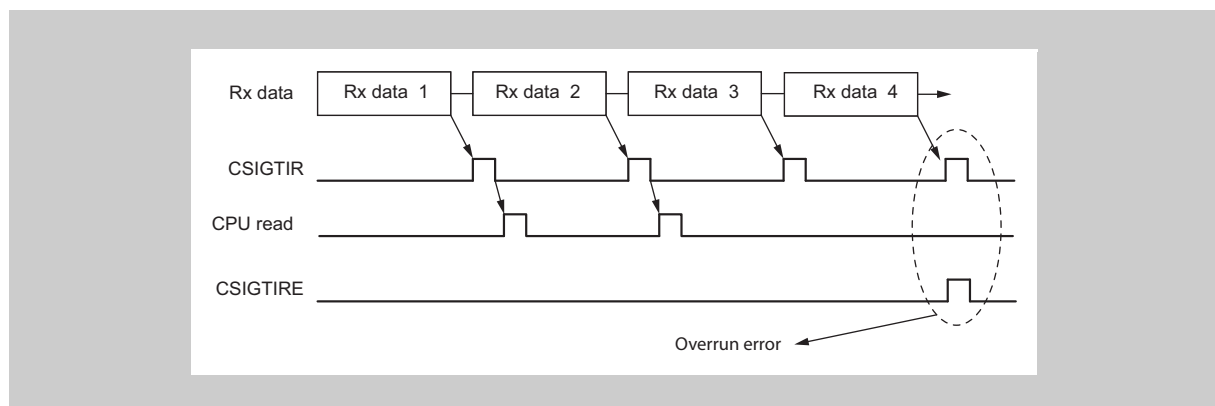 Rx data Rx data 1 Rx data 2 Rx data 3 Rx data 4
CSIGTIR
CPU read
CSIGTIRE
Overrun error